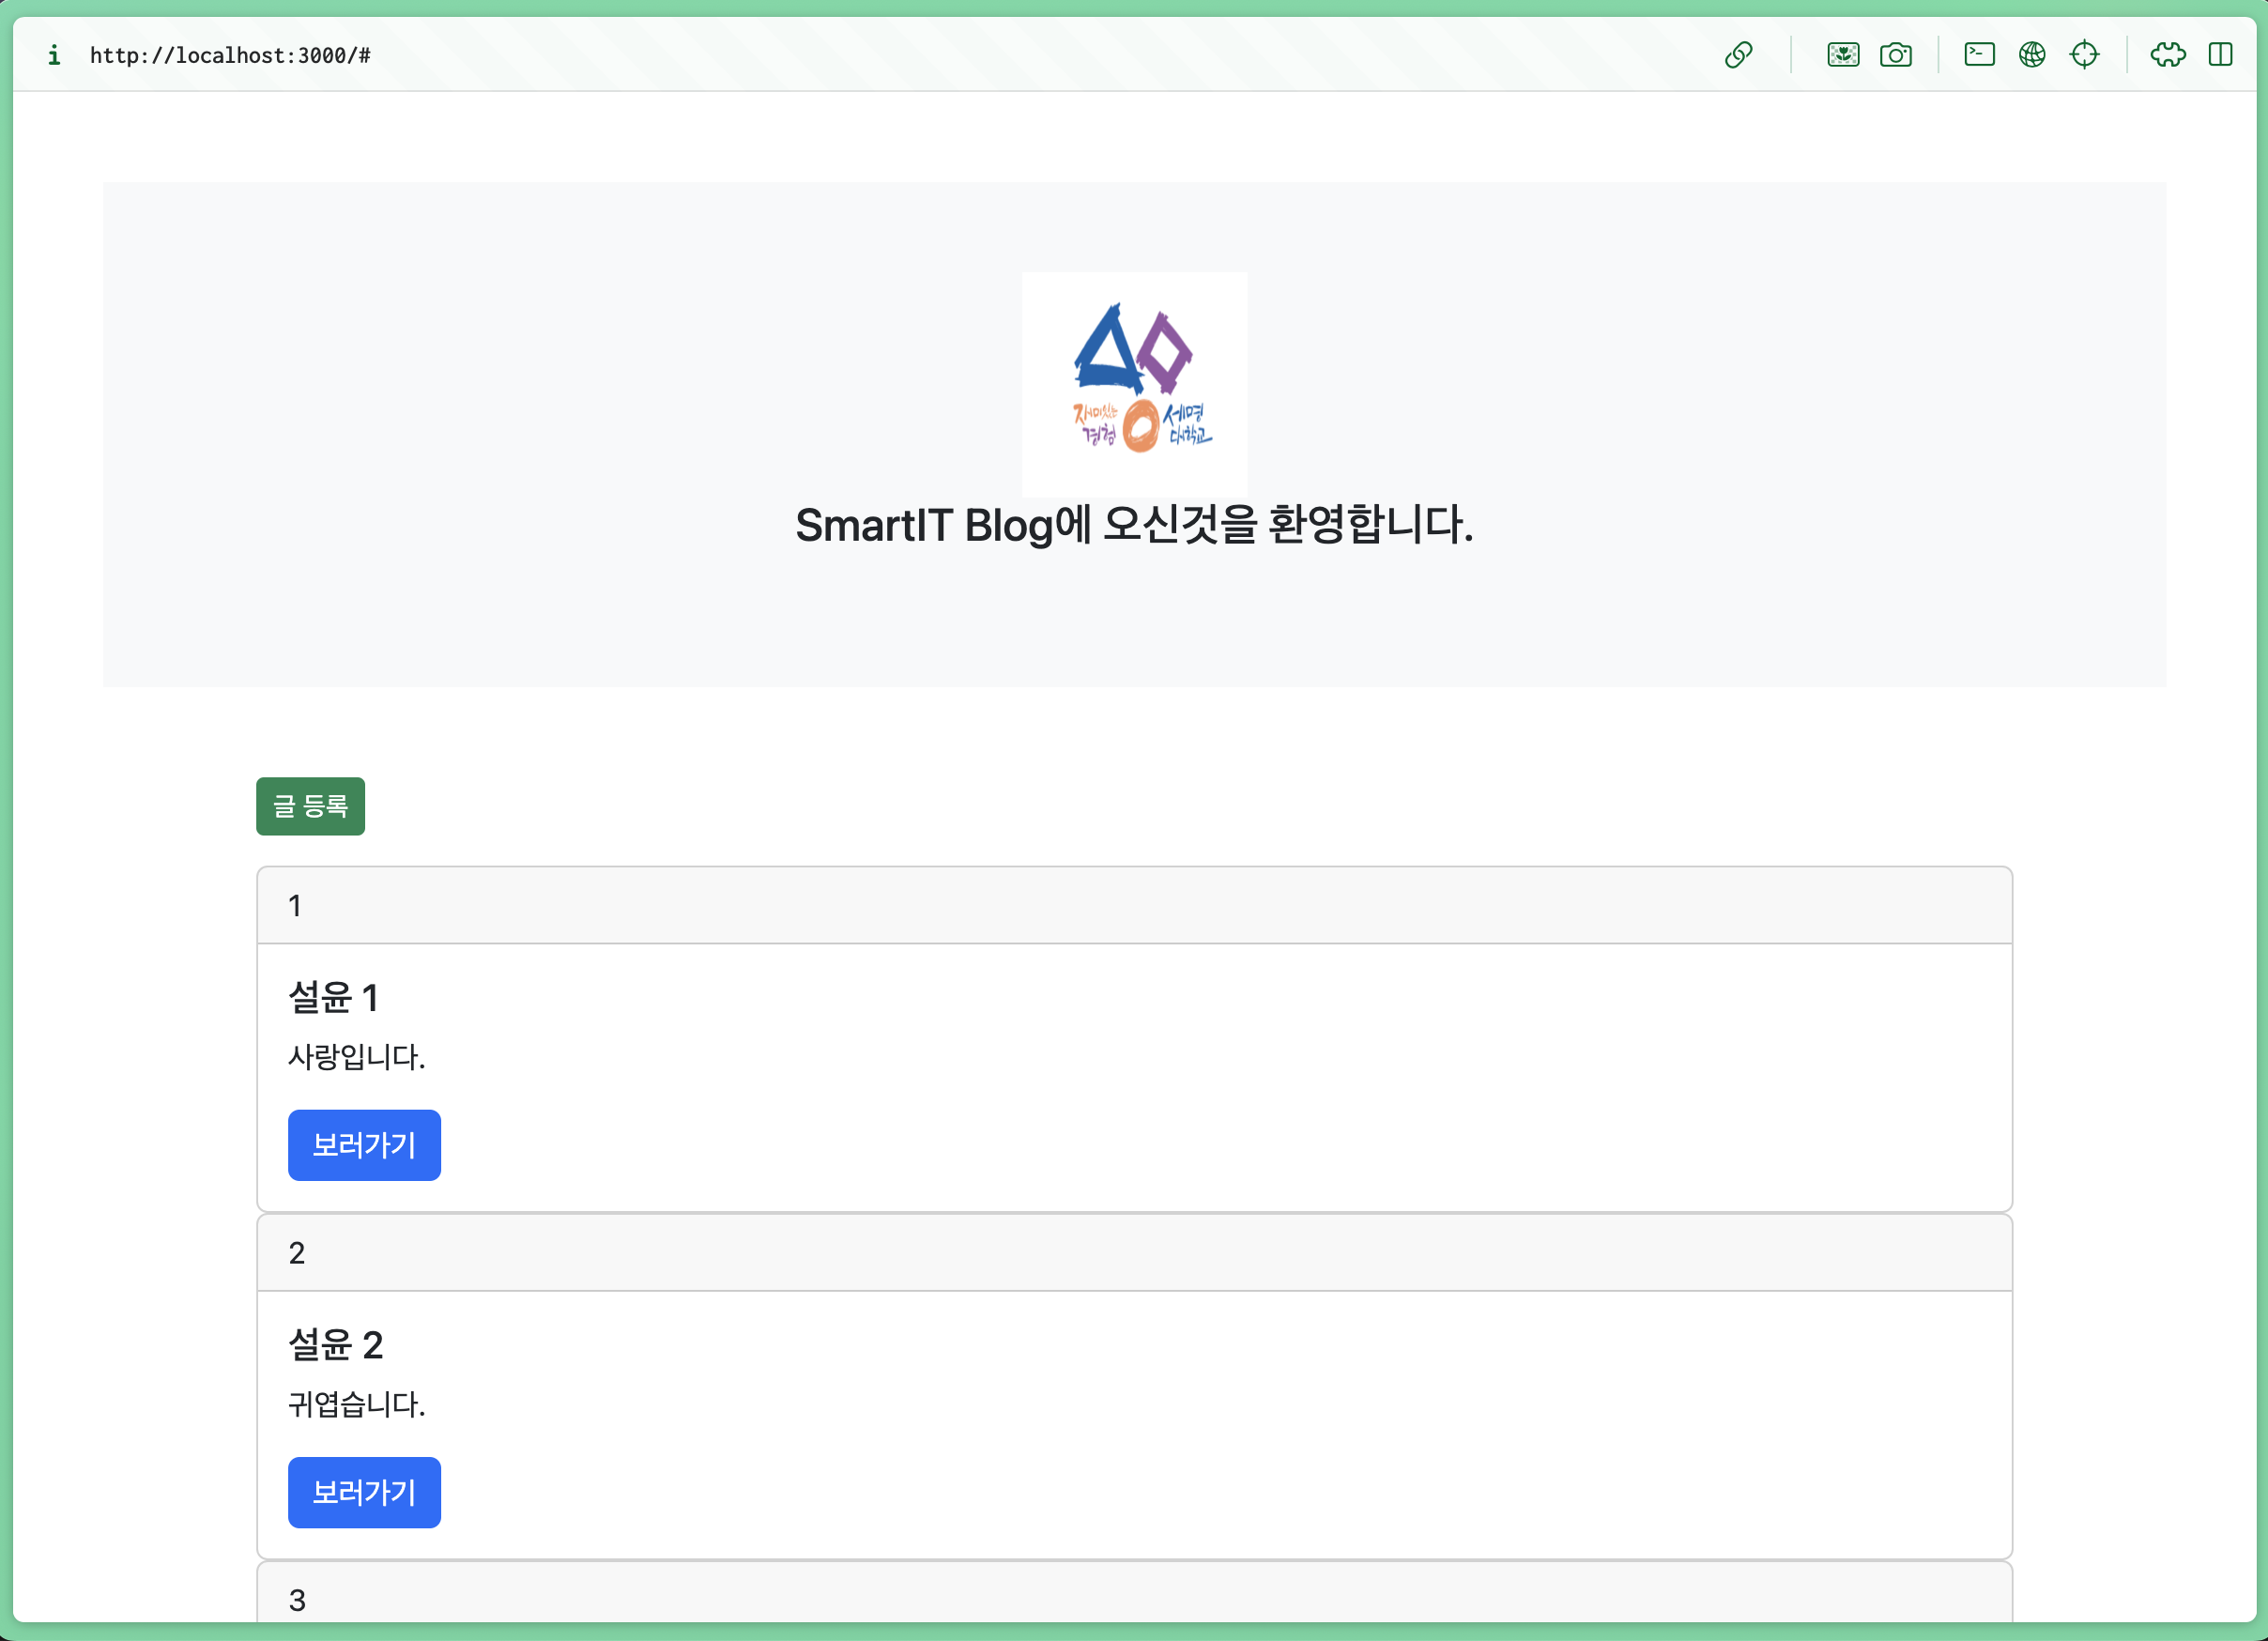 http://localhost:3000/#
재미있는 세명
경험 대학교
SmartIT Blog에 오신것을 환영합니다.
글 등록
1
설윤 1
사랑입니다.
보러가기
2
설윤 2
귀엽습니다.
보러가기
3